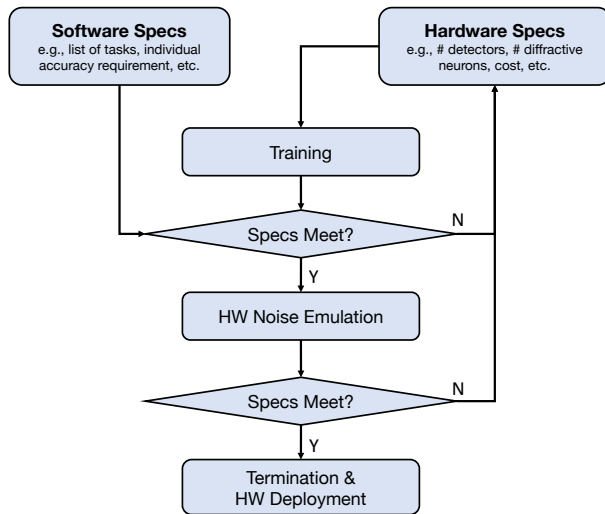 Software Specs
e.g., list of tasks, individual
accuracy requirement, etc.
Hardware Specs
e.g., # detectors, # diffractive
neurons, cost, etc.
Training
Specs Meet?
N
Y
HW Noise Emulation
Specs Meet?
N
Y
Termination &
HW Deployment